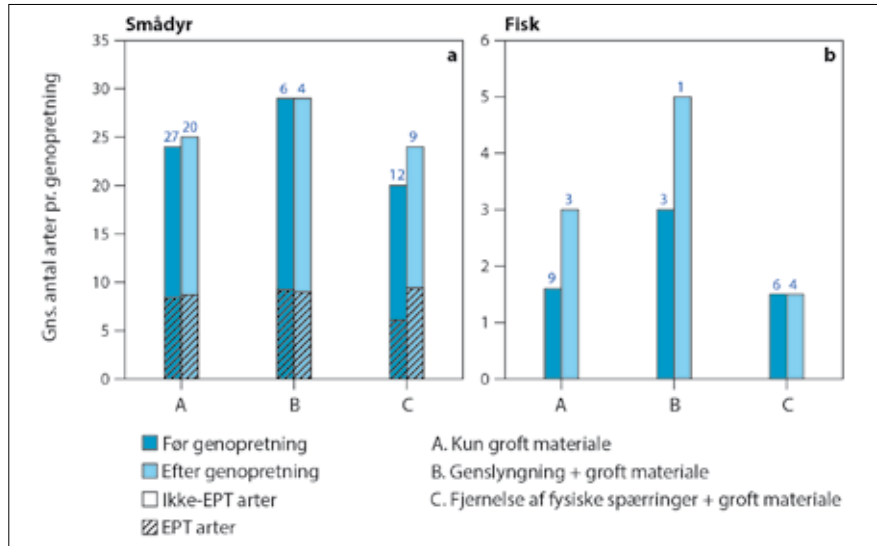 Smådyr
a
35
30
25
20
15
10
5
0
Gns. antal arter pr. genopretning
27 20
6 4
12 9
A B C
Fisk
b
6
5
4
3
2
1
0
9 3
3 1
6 4
A B C
Før genopretning
Efter genopretning
Ikke-EPT arter
EPT arter
A. Kun groft materiale
B. Genslyngning + groft materiale
C. Fjernelse af fysiske spærringer + groft materiale